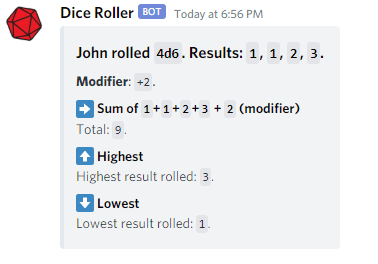 Dice Roller BOT Today at 6:56 PM
John rolled 4d6. Results: 1, 1, 2, 3.
Modifier: +2.
Sum of 1+1+2+3 + 2 (modifier)
Total: 9.
Highest
Highest result rolled: 3.
Lowest
Lowest result rolled: 1.